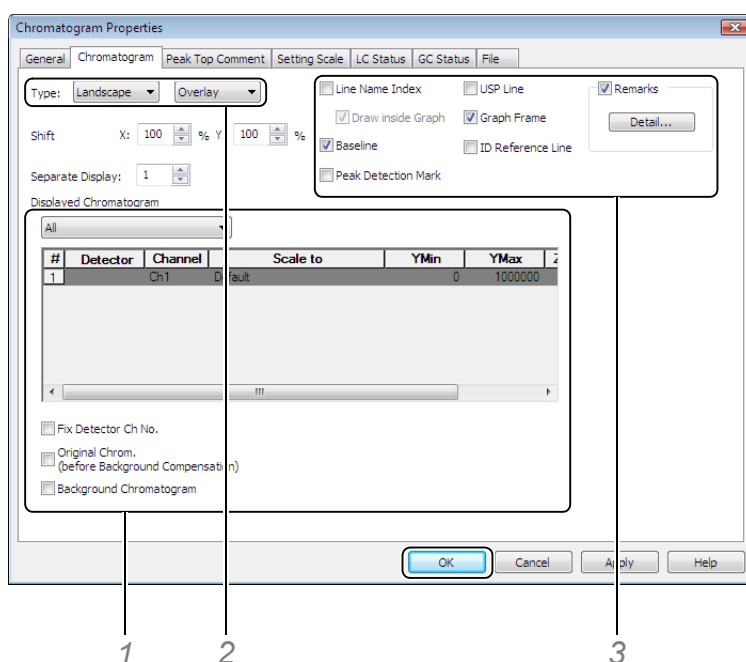 Chromatogram Properties
General Chromatogram Peak Top Comment Setting Scale LC Status GC Status File
Type: Landscape Overlay
Line Name Index USP Line Remarks
Draw inside Graph Graph Frame Detail...
Shift X: 100 % Y 100 %
Baseline ID Reference Line
Separate Display: 1
Peak Detection Mark
Displayed Chromatogram
All
# Detector Channel Scale to YMin YMax
1 Ch1 Default 0 1000000
Fix Detector Ch No.
Original Chrom.
(before Background Compensation)
Background Chromatogram
OK Cancel Apply Help
1 2 3